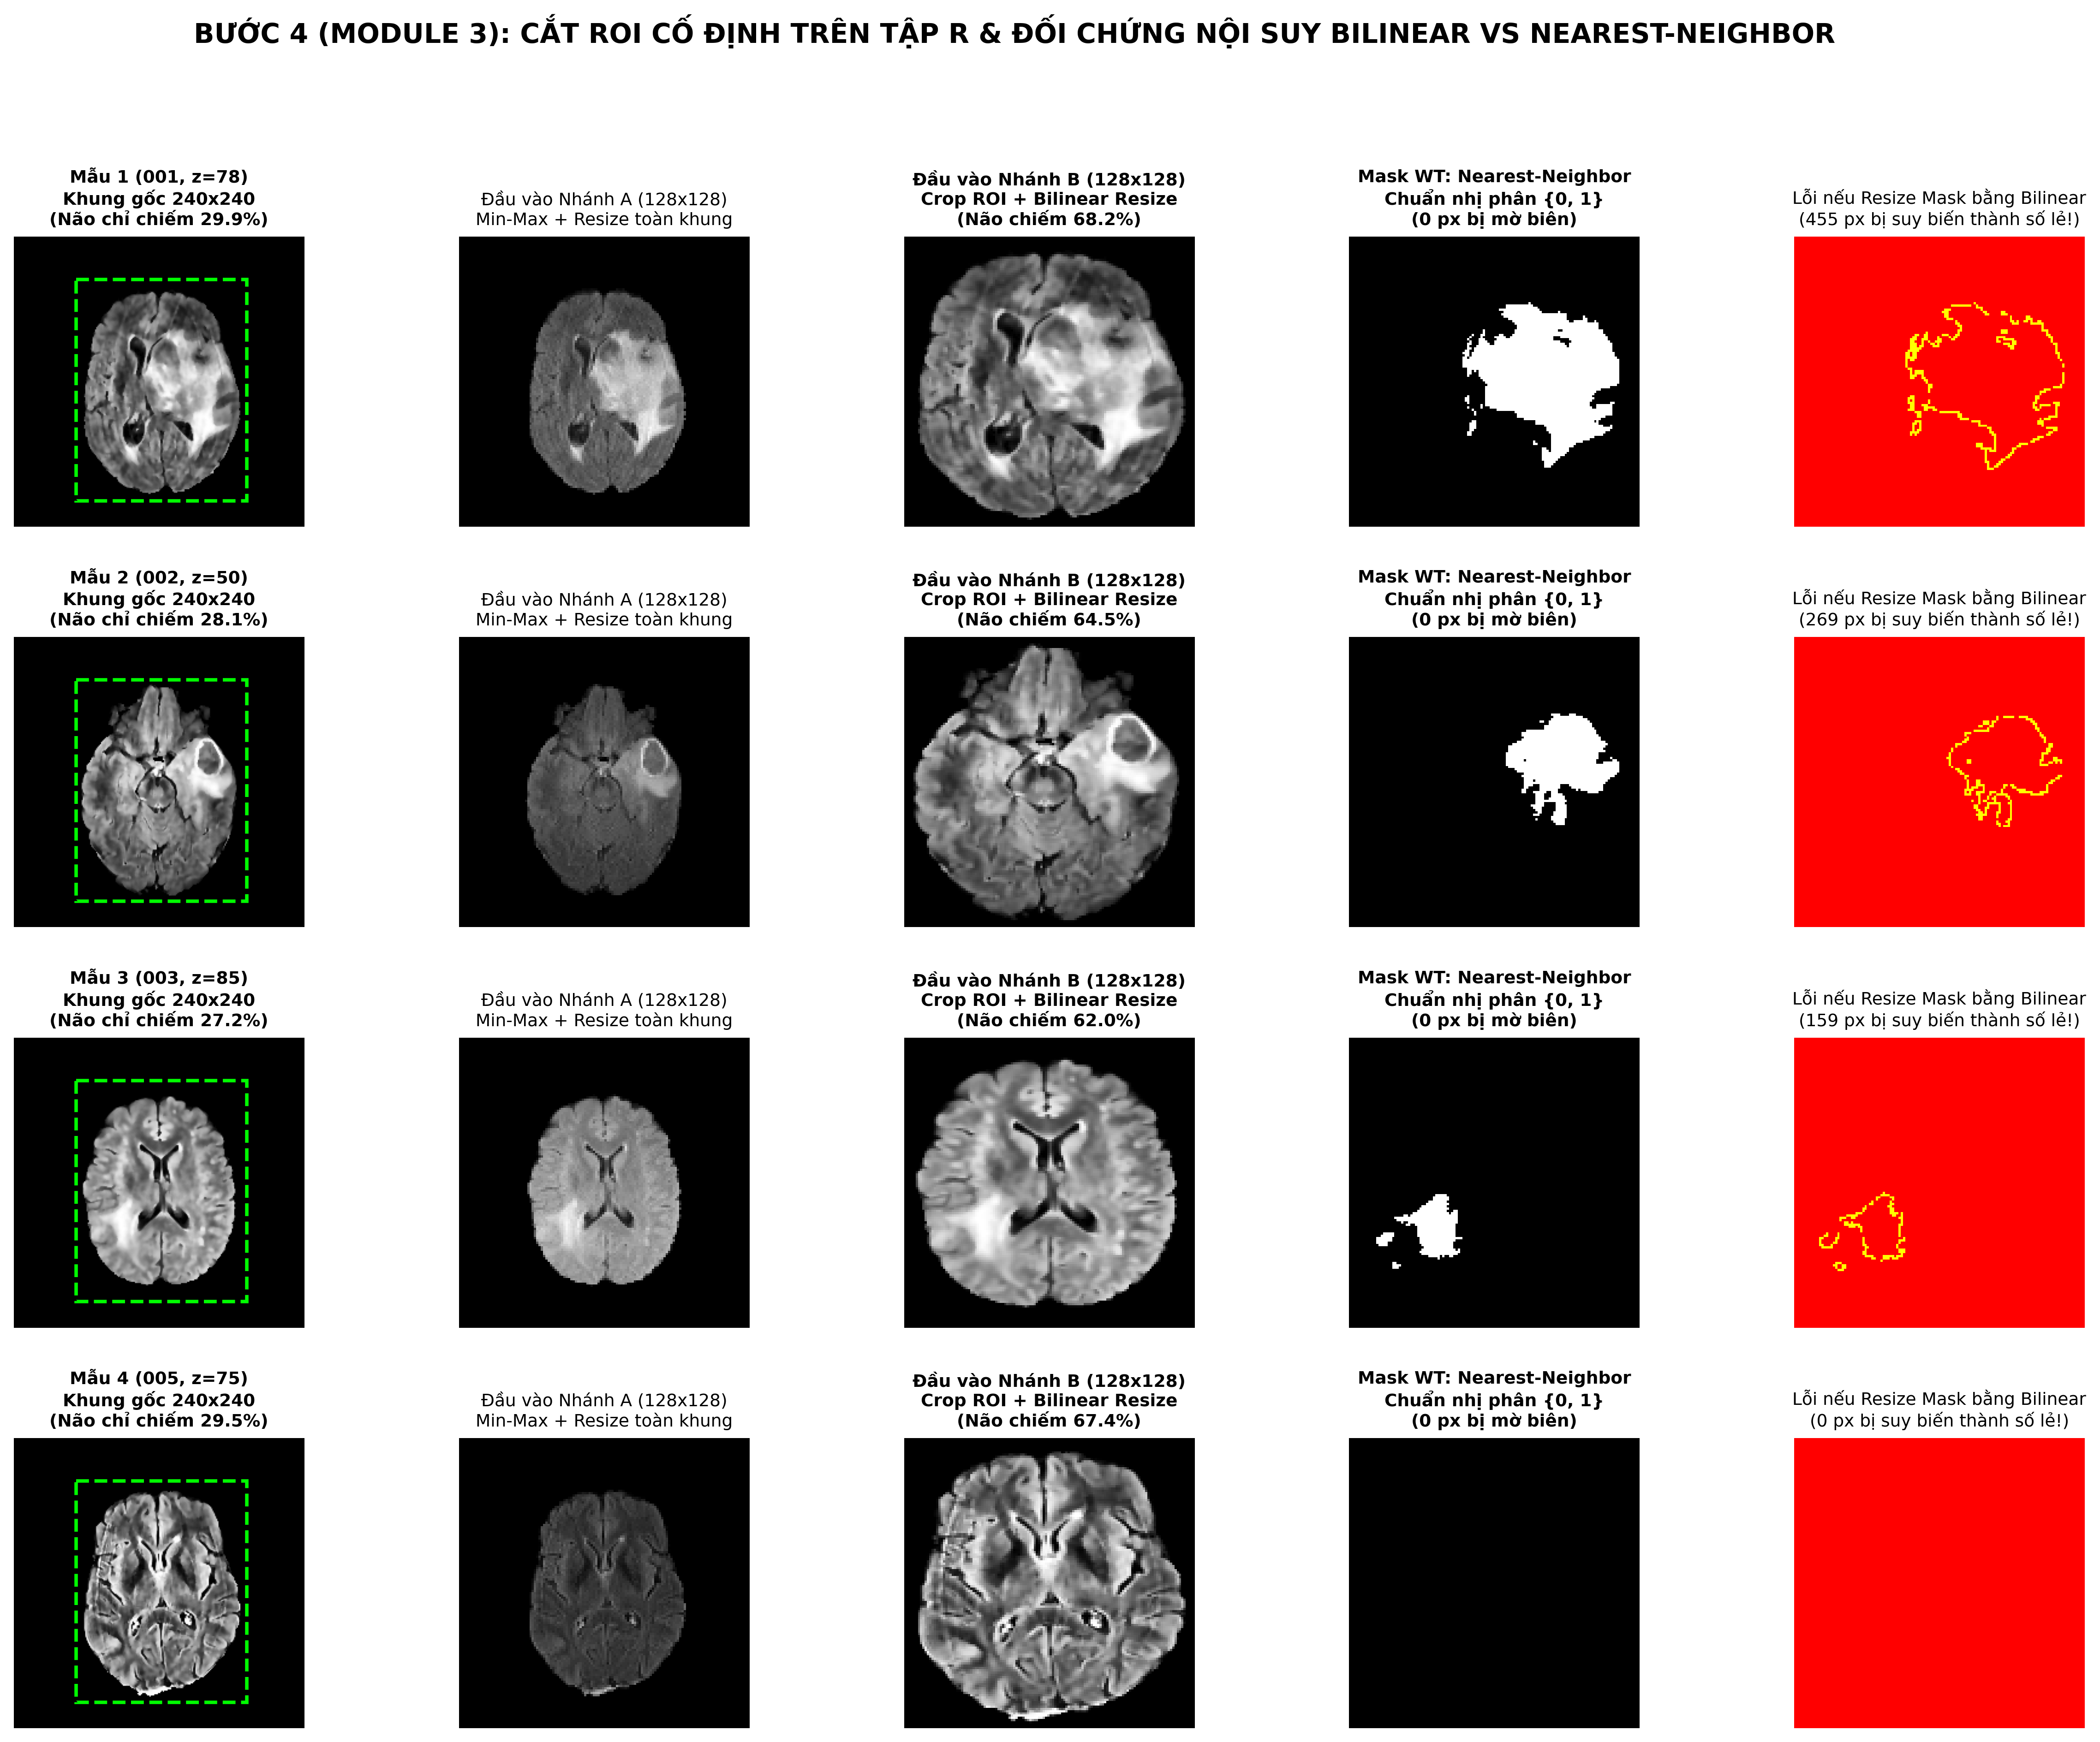 BƯỚC 4 (MODULE 3): CẮT ROI CỐ ĐỊNH TRÊN TẬP R & ĐỐI CHỨNG NỘI SUY BILINEAR VS NEAREST-NEIGHBOR
Mẫu 1 (001, z=78)
Khung gốc 240x240
(Não chỉ chiếm 29.9%)
Đầu vào Nhánh A (128x128)
Min-Max + Resize toàn khung
Đầu vào Nhánh B (128x128)
Crop ROI + Bilinear Resize
(Não chiếm 68.2%)
Mask WT: Nearest-Neighbor
Chuẩn nhị phân {0, 1}
(0 px bị mờ biên)
Lỗi nếu Resize Mask bằng Bilinear
(455 px bị suy biến thành số lẻ!)
Mẫu 2 (002, z=50)
Khung gốc 240x240
(Não chỉ chiếm 28.1%)
Đầu vào Nhánh A (128x128)
Min-Max + Resize toàn khung
Đầu vào Nhánh B (128x128)
Crop ROI + Bilinear Resize
(Não chiếm 64.5%)
Mask WT: Nearest-Neighbor
Chuẩn nhị phân {0, 1}
(0 px bị mờ biên)
Lỗi nếu Resize Mask bằng Bilinear
(269 px bị suy biến thành số lẻ!)
Mẫu 3 (003, z=85)
Khung gốc 240x240
(Não chỉ chiếm 27.2%)
Đầu vào Nhánh A (128x128)
Min-Max + Resize toàn khung
Đầu vào Nhánh B (128x128)
Crop ROI + Bilinear Resize
(Não chiếm 62.0%)
Mask WT: Nearest-Neighbor
Chuẩn nhị phân {0, 1}
(0 px bị mờ biên)
Lỗi nếu Resize Mask bằng Bilinear
(159 px bị suy biến thành số lẻ!)
Mẫu 4 (005, z=75)
Khung gốc 240x240
(Não chỉ chiếm 29.5%)
Đầu vào Nhánh A (128x128)
Min-Max + Resize toàn khung
Đầu vào Nhánh B (128x128)
Crop ROI + Bilinear Resize
(Não chiếm 67.4%)
Mask WT: Nearest-Neighbor
Chuẩn nhị phân {0, 1}
(0 px bị mờ biên)
Lỗi nếu Resize Mask bằng Bilinear
(0 px bị suy biến thành số lẻ!)